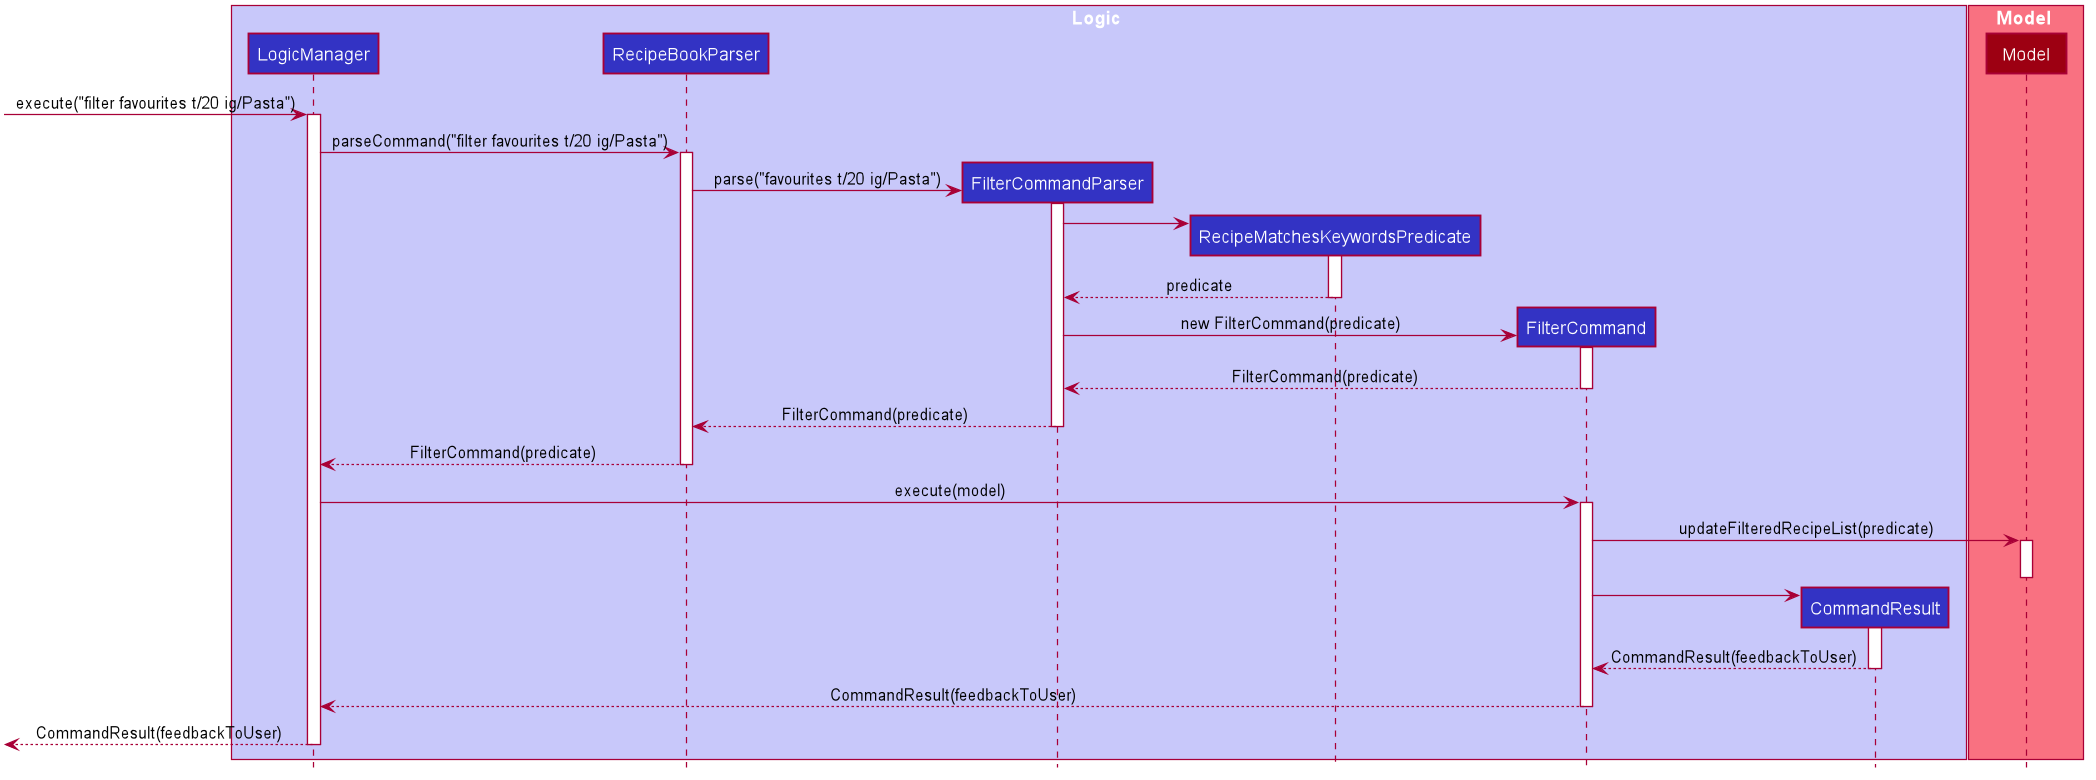 Logic
Model
LogicManager
RecipeBookParser
Model
execute("filter favourites t/20 ig/Pasta")
parseCommand("filter favourites t/20 ig/Pasta")
parse("favourites t/20 ig/Pasta")
FilterCommandParser
RecipeMatchesKeywordsPredicate
predicate
new FilterCommand(predicate)
FilterCommand
FilterCommand(predicate)
FilterCommand(predicate)
FilterCommand(predicate)
execute(model)
updateFilteredRecipeList(predicate)
CommandResult
CommandResult(feedbackToUser)
CommandResult(feedbackToUser)
CommandResult(feedbackToUser)